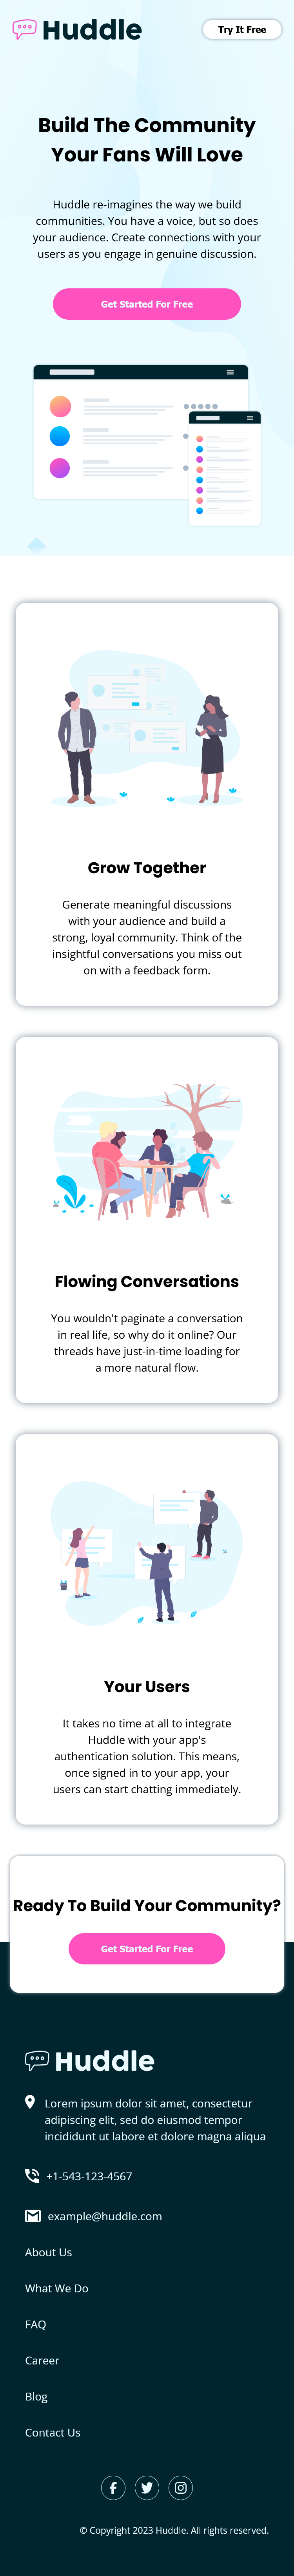 Huddle
Try It Free
Build The Community
Your Fans Will Love
Huddle re-imagines the way we build
communities. You have a voice, but so does
your audience. Create connections with your
users as you engage in genuine discussion.
Get Started For Free
Grow Together
Generate meaningful discussions
with your audience and build a
strong, loyal community. Think of the
insightful conversations you miss out
on with a feedback form.
Flowing Conversations
You wouldn't paginate a conversation
in real life, so why do it online? Our
threads have just-in-time loading for
a more natural flow.
Your Users
It takes no time at all to integrate
Huddle with your app's
authentication solution. This means,
once signed in to your app, your
users can start chatting immediately.
Ready To Build Your Community?
Get Started For Free
Huddle
Lorem ipsum dolor sit amet, consectetur
adipiscing elit, sed do eiusmod tempor
incididunt ut labore et dolore magna aliqua
+1-543-123-4567
example@huddle.com
About Us
What We Do
FAQ
Career
Blog
Contact Us
© Copyright 2023 Huddle. All rights reserved.